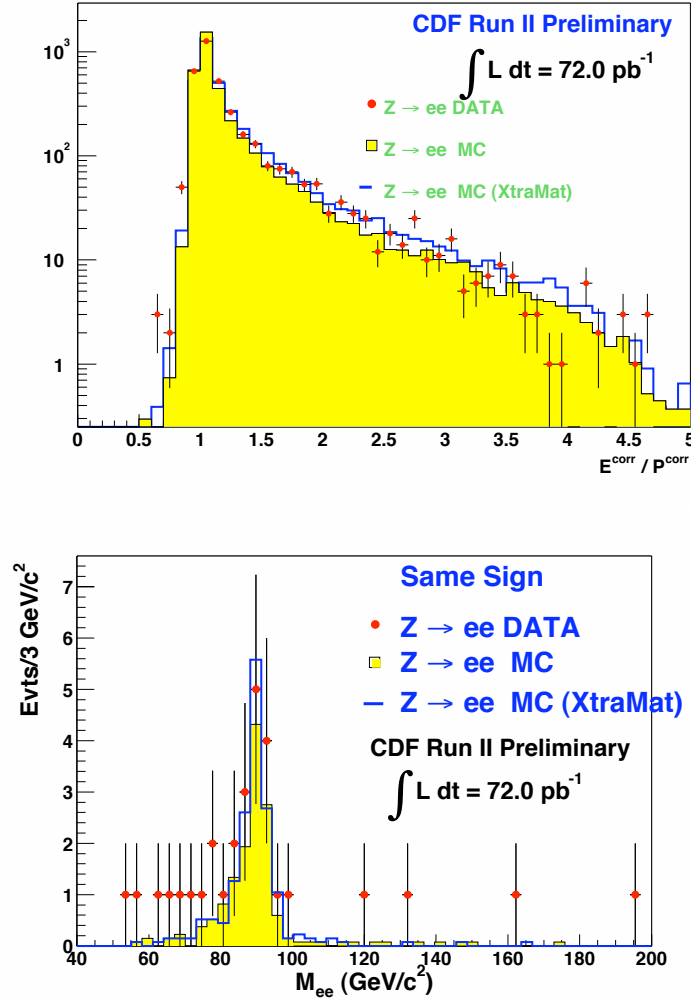 CDF Run II Preliminary
∫ L dt = 72.0 pb⁻¹
Z → ee DATA
Z → ee MC
Z → ee MC (XtraMat)
10³
10²
10
1
0 0.5 1 1.5 2 2.5 3 3.5 4 4.5 5
E^corr / P^corr
Evts/3 GeV/c²
Same Sign
Z → ee DATA
Z → ee MC
Z → ee MC (XtraMat)
CDF Run II Preliminary
∫ L dt = 72.0 pb⁻¹
7
6
5
4
3
2
1
0
40 60 80 100 120 140 160 180 200
M_ee (GeV/c²)